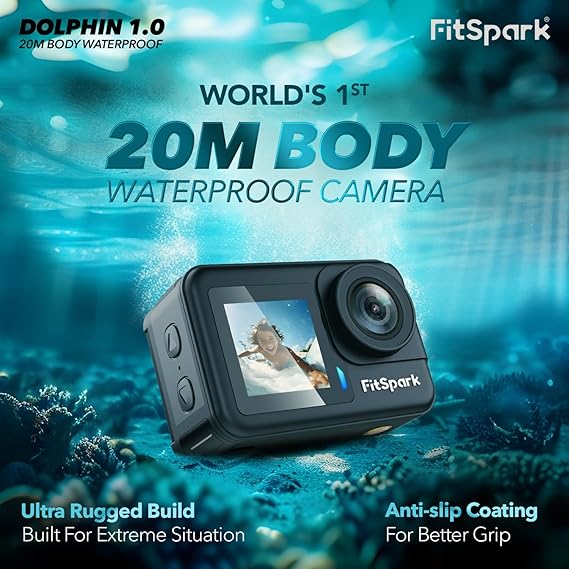 DOLPHIN 1.0
20M BODY WATERPROOF
FitSpark®
WORLD'S 1ST
20M BODY
WATERPROOF CAMERA
FitSpark
Ultra Rugged Build
Built For Extreme Situation
Anti-slip Coating
For Better Grip